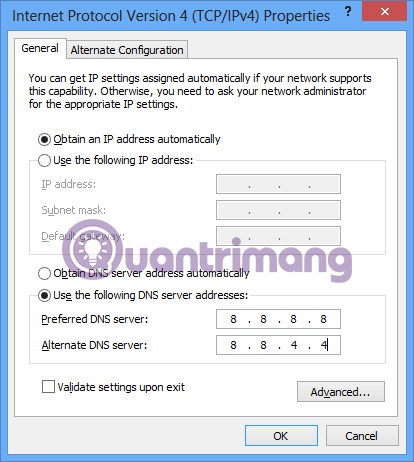 Internet Protocol Version 4 (TCP/IPv4) Properties ? ×
General
Alternate Configuration
You can get IP settings assigned automatically if your network supports
this capability. Otherwise, you need to ask your network administrator
for the appropriate IP settings.
Obtain an IP address automatically
Use the following IP address:
IP address: . . .
Subnet mask: . . .
Default gateway: . . .
Quantrimang
Obtain DNS server address automatically
Use the following DNS server addresses:
Preferred DNS server: 8 . 8 . 8 . 8
Alternate DNS server: 8 . 8 . 4 . 4
Validate settings upon exit
Advanced...
OK
Cancel